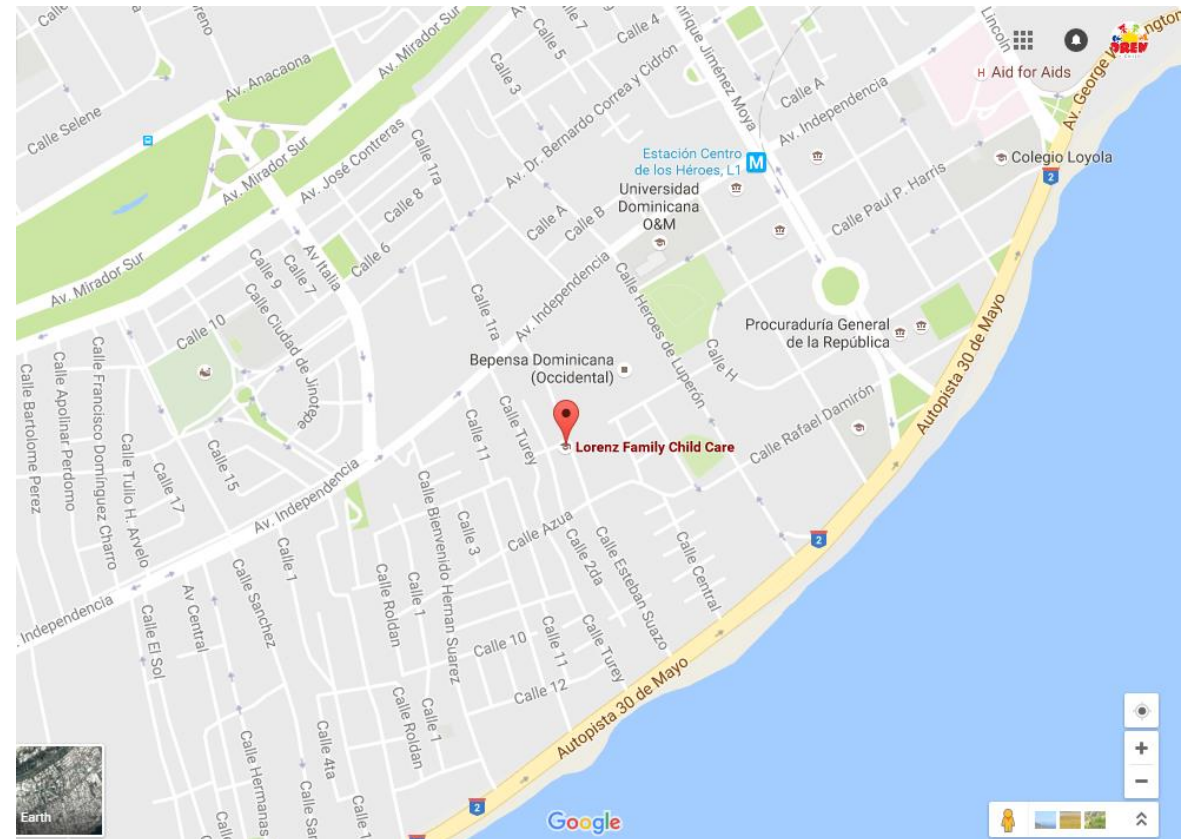 Calle Selene
Av. Anacaona
Av. Mirador Sur
Av. Mirador Sur
Av. Mirador Sur
Av. José Contreras
Calle 1ra
Calle 3
Calle 5
Calle 7
Calle 4
Av. Dr. Bernardo Correa y Cidrón
Lincoln
Aid for Aids
H
Calle A
Av. Independencia
Estación Centro
de los Héroes, L1
M
Universidad
Dominicana
O&M
Colegio Loyola
2
Calle Paul P. Harris
Calle 8
Calle 6
Calle A
Calle B
Av Italia
Calle 9
Calle 7
Calle 10
Calle Ciudad de Jinotepe
Calle 1ra
Av. Independencia
Calle Heroes de Luperón
Calle H
Procuraduría General
de la República
Autopista 30 de Mayo
Bepensa Dominicana
(Occidental)
Lorenz Family Child Care
Calle Rafael Damirón
Calle Bartolome Perez
Calle Apolinar Perdomo
Calle Francisco Domínguez Charro
Calle Tulio H. Arvelo
Calle 17
Calle 15
Av. Independencia
Calle 11
Calle Turey
Calle Bienvenido Hernan Suarez
Calle 3
Calle Azua
Calle 2da
Calle Esteban Suazo
Calle Central
2
Independencia
Calle El Sol
Av Central
Calle Sanchez
Calle 1
Calle Roldan
Calle 1
Calle 10
Calle 11
Calle Turey
Calle 12
Autopista 30 de Mayo
Calle Roldan
Calle 1
Calle Hermanas
Calle 4ta
2
Earth
Google